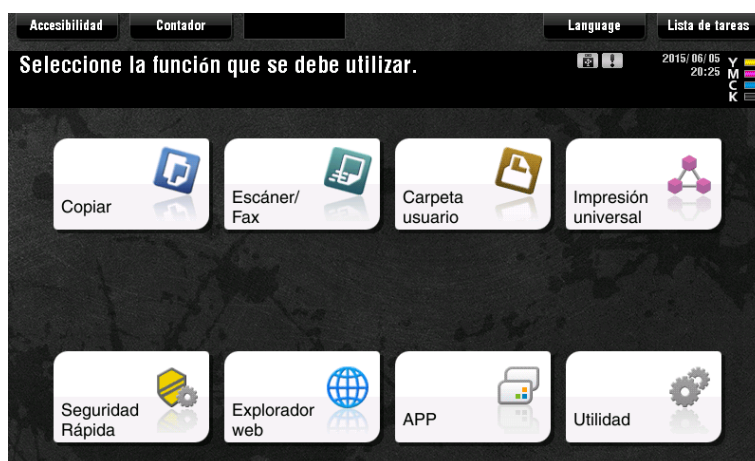 Accesibilidad
Contador
Language
Lista de tareas
Seleccione la función que se debe utilizar.
2015/06/05
20:25
Y
M
C
K
Copiar
Escáner/
Fax
Carpeta
usuario
Impresión
universal
Seguridad
Rápida
Explorador
web
APP
Utilidad